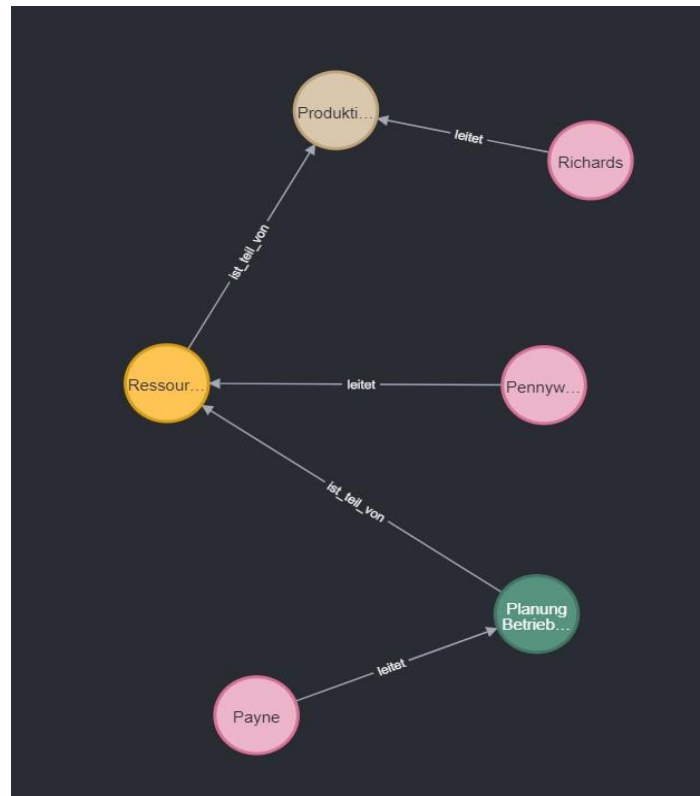 Produkti...
leitet
Richards
ist_teil_von
Ressour...
leitet
Pennyw...
ist_teil_von
Planung
Betrieb...
leitet
Payne